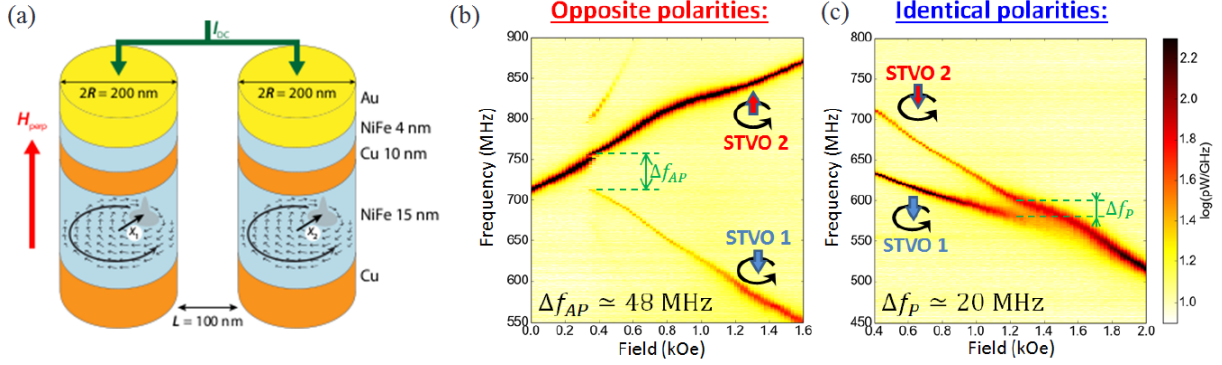 (a)
I_DC
2R = 200 nm
2R = 200 nm
Au
NiFe 4 nm
Cu 10 nm
NiFe 15 nm
Cu
H_perp
X_1
X_2
L = 100 nm
(b)
Opposite polarities:
Frequency (MHz)
900
850
800
750
700
650
600
550
0.0 0.2 0.4 0.6 0.8 1.0 1.2 1.4 1.6
Field (kOe)
STVO 2
Δf_AP
STVO 1
Δf_AP ≃ 48 MHz
(c)
Identical polarities:
Frequency (MHz)
800
750
700
650
600
550
500
450
0.4 0.6 0.8 1.0 1.2 1.4 1.6 1.8 2.0
Field (kOe)
STVO 2
STVO 1
Δf_P
Δf_P ≃ 20 MHz
2.2
2.0
1.8
1.6
1.4
1.2
1.0
log(pW/GHz)